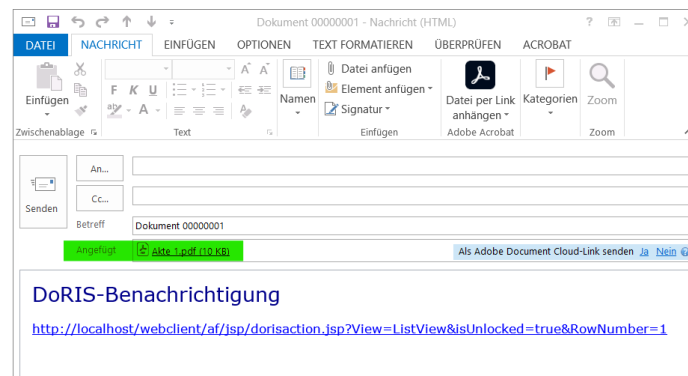 Dokument 00000001 - Nachricht (HTML)
DATEI NACHRICHT EINFÜGEN OPTIONEN TEXT FORMATIEREN ÜBERPRÜFEN ACROBAT
Einfügen
F K U
A A
Namen
Datei anfügen
Element anfügen
Signatur
Datei per Link anhängen
Kategorien
Zoom
Zwischenablage Text Einfügen Adobe Acrobat Zoom
Senden
An...
Cc...
Betreff Dokument 00000001
Angefügt Akte 1.pdf (10 KB) Als Adobe Document Cloud-Link senden Ja Nein
DoRIS-Benachrichtigung
http://localhost/webclient/af/jsp/dorisaction.jsp?View=ListView&isUnlocked=true&RowNumber=1